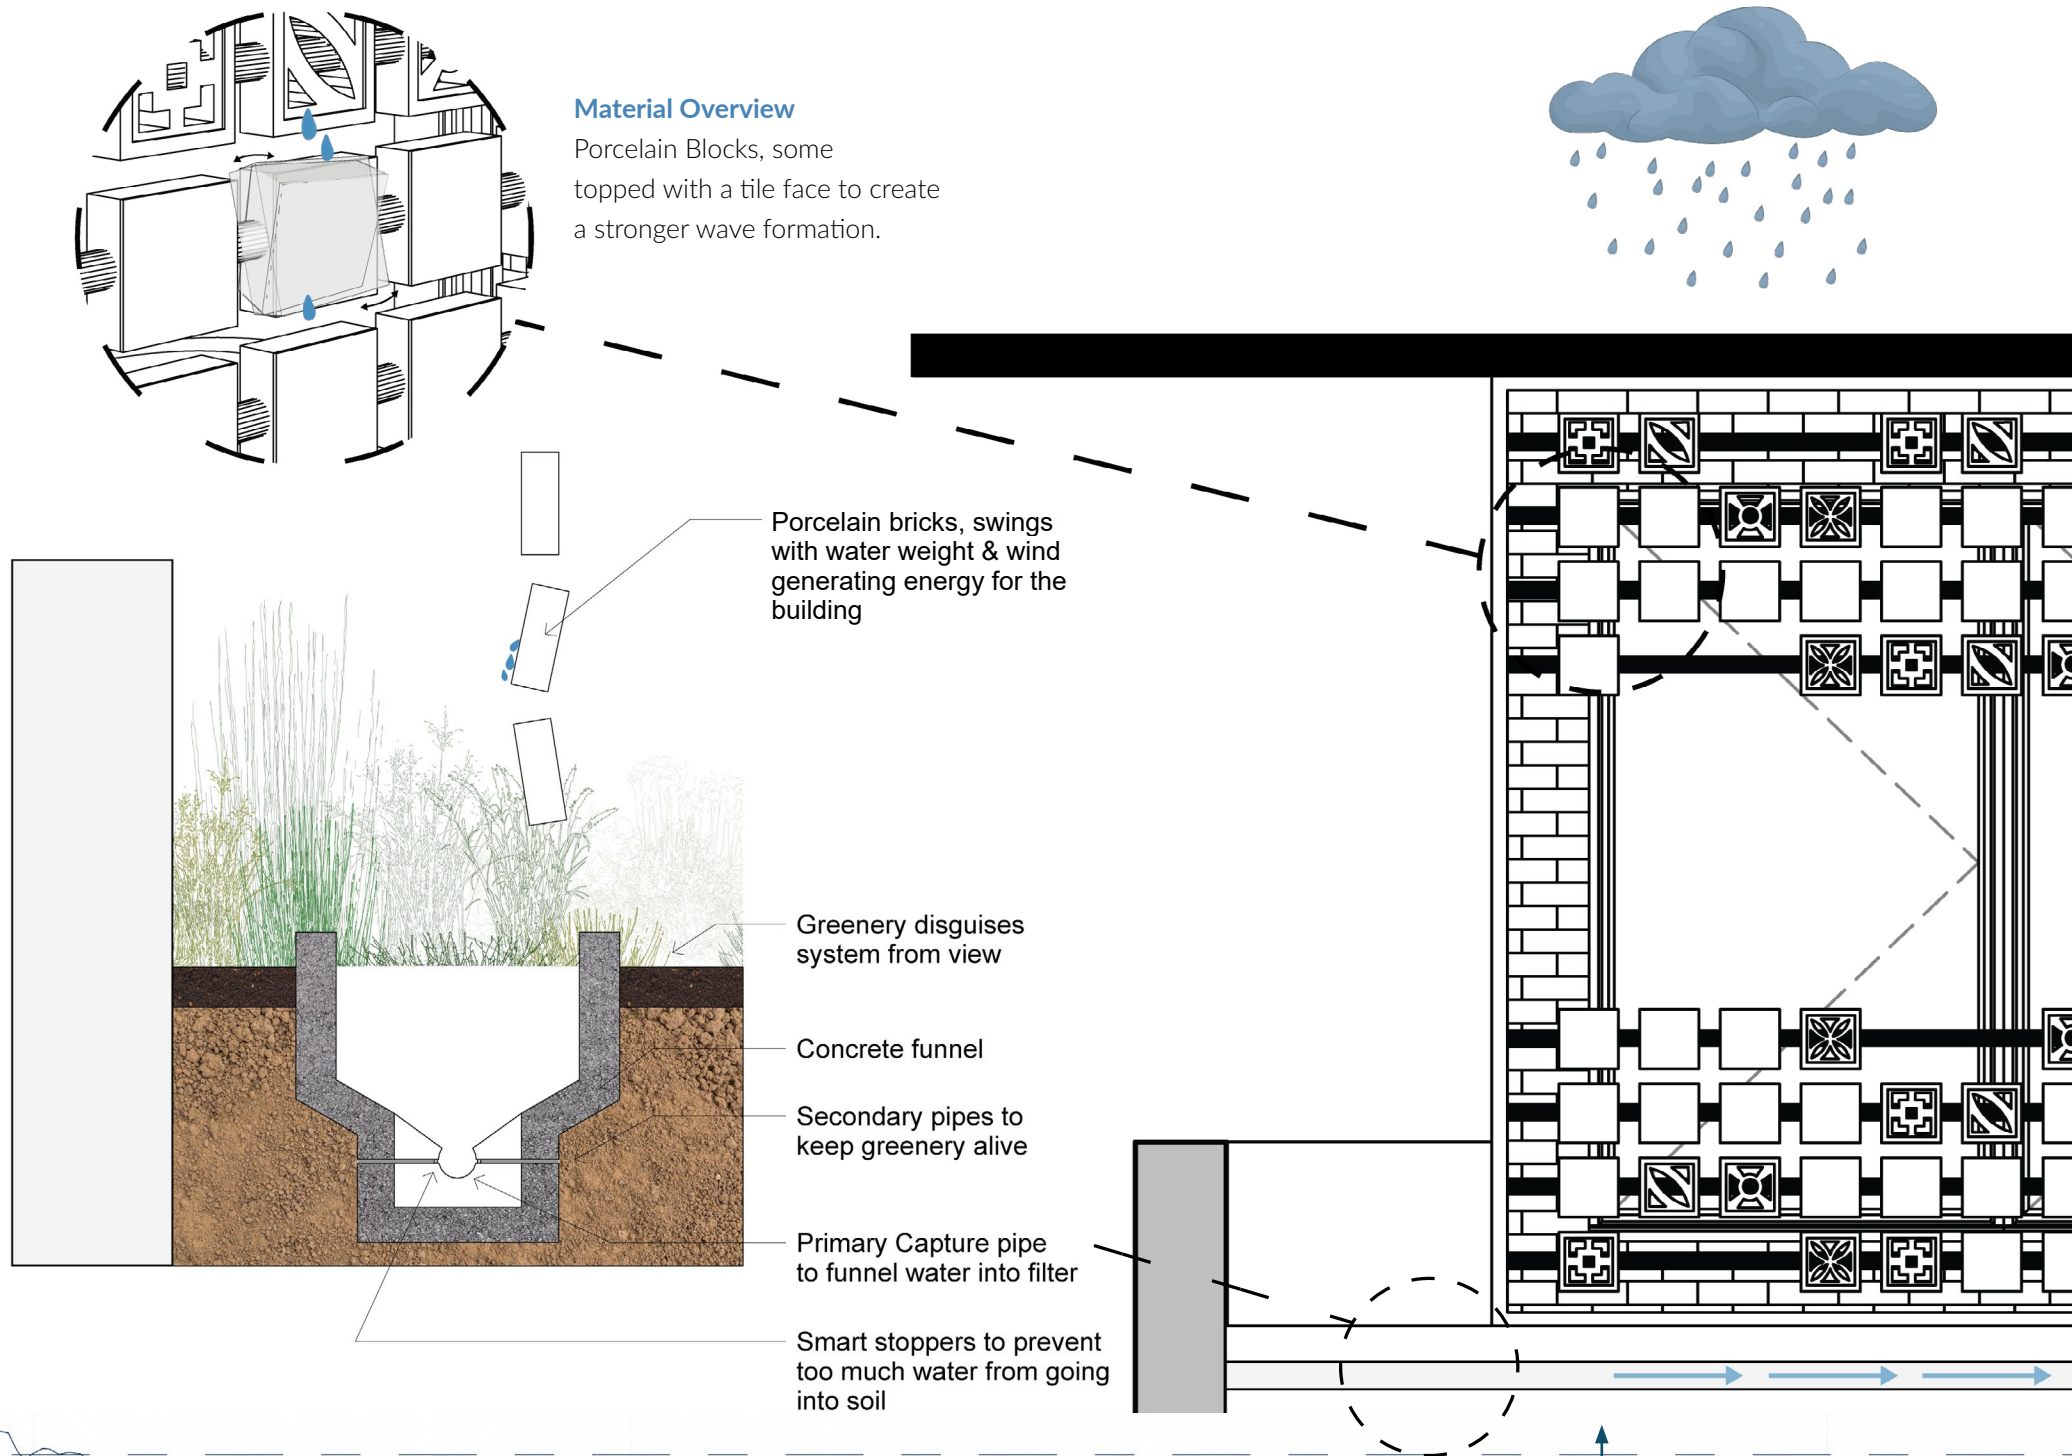 Material Overview
Porcelain Blocks, some
topped with a tile face to create
a stronger wave formation.
Porcelain bricks, swings
with water weight & wind
generating energy for the
building
Greenery disguises
system from view
Concrete funnel
Secondary pipes to
keep greenery alive
Primary Capture pipe
to funnel water into filter
Smart stoppers to prevent
too much water from going
into soil